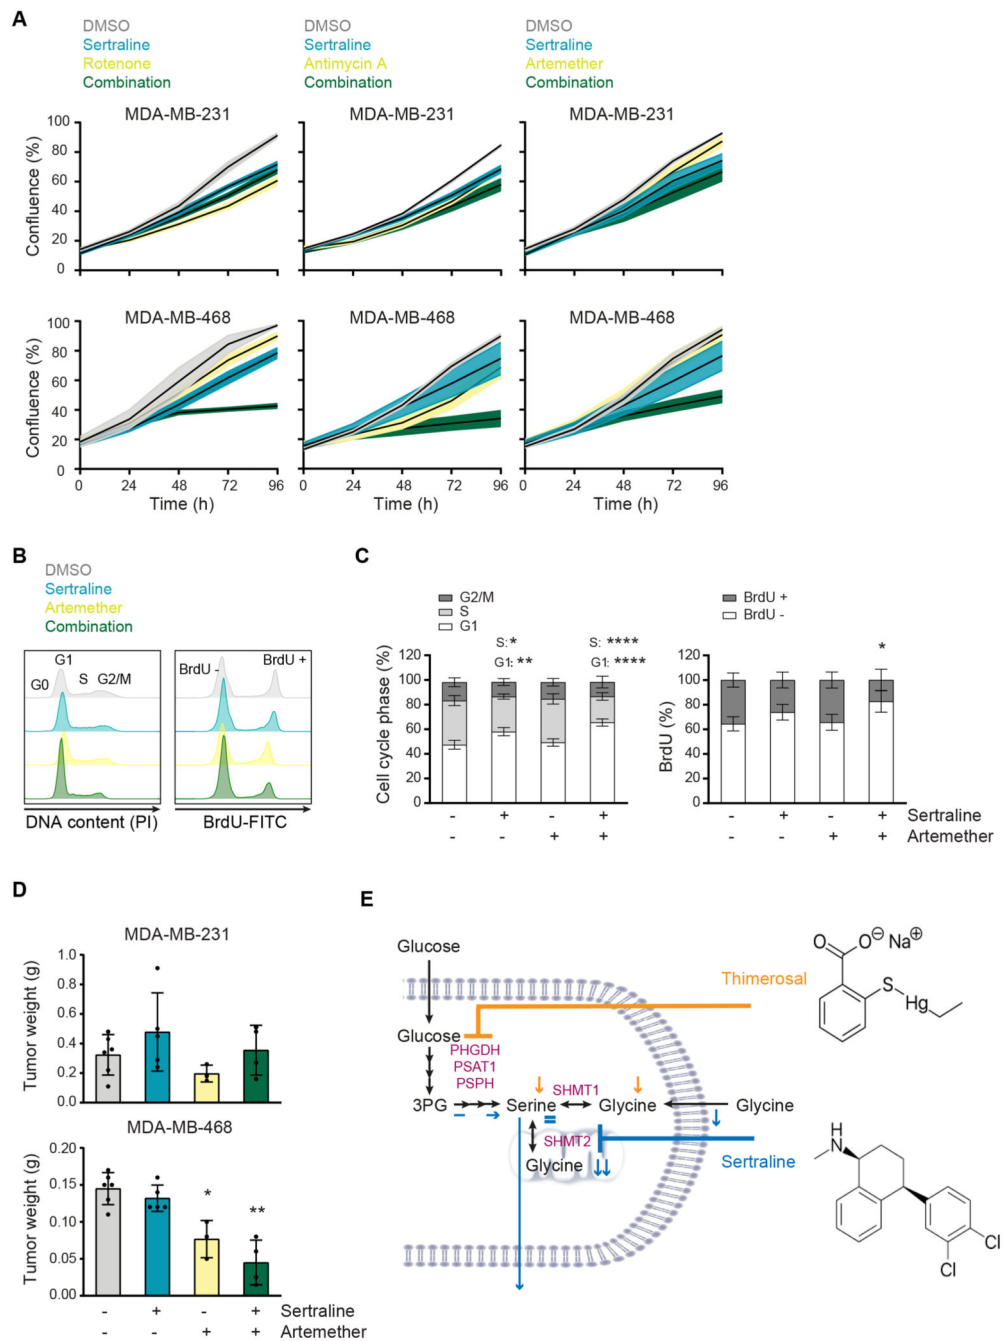 A
DMSO
Sertraline
Rotenone
Combination
DMSO
Sertraline
Antimycin A
Combination
DMSO
Sertraline
Artemether
Combination
MDA-MB-231
MDA-MB-231
MDA-MB-231
Confluence (%)
100
80
60
40
20
0
MDA-MB-468
MDA-MB-468
MDA-MB-468
Confluence (%)
100
80
60
40
20
0
0 24 48 72 96
0 24 48 72 96
0 24 48 72 96
Time (h)
Time (h)
Time (h)
B
DMSO
Sertraline
Artemether
Combination
G0
G1
S
G2/M
DNA content (PI)
BrdU -
BrdU +
BrdU-FITC
C
G2/M
S
G1
S: *
G1: **
S: ****
G1: ****
Cell cycle phase (%)
120
100
80
60
40
20
0
BrdU +
BrdU -
*
BrdU (%)
120
100
80
60
40
20
0
- + - + - + - + Sertraline
- - + + - - + + Artemether
D
MDA-MB-231
Tumor weight (g)
1.0
0.8
0.6
0.4
0.2
0.0
MDA-MB-468
Tumor weight (g)
0.20
0.15
0.10
0.05
0.00
*
**
- + - + Sertraline
- - + + Artemether
E
Glucose
Glucose
PHGDH
PSAT1
PSPH
3PG
Serine
SHMT1
Glycine
Glycine
SHMT2
Glycine
Thimerosal
Sertraline
O
O⊖ Na⊕
S
Hg
H
N
Cl
Cl